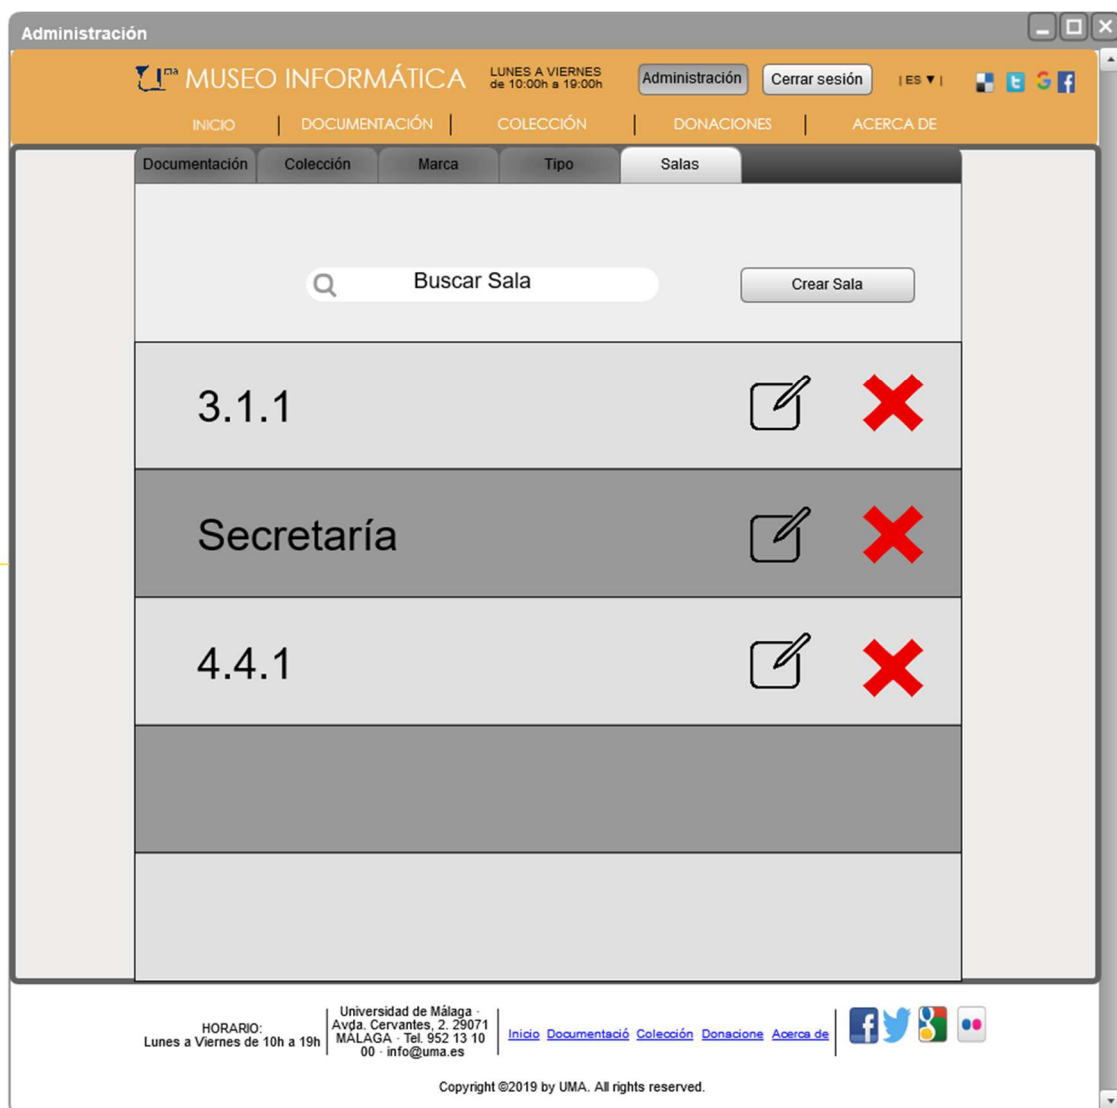 Administración
uma MUSEO INFORMÁTICA
LUNES A VIERNES
de 10:00h a 19:00h
Administración
Cerrar sesión
| ES ▼ |
INICIO | DOCUMENTACIÓN | COLECCIÓN | DONACIONES | ACERCA DE
Documentación
Colección
Marca
Tipo
Salas
Buscar Sala
Crear Sala
3.1.1
Secretaría
4.4.1
HORARIO:
Lunes a Viernes de 10h a 19h
Universidad de Málaga ·
Avda. Cervantes, 2. 29071
MÁLAGA · Tel. 952 13 10
00 · info@uma.es
Inicio Documentació Colección Donacione Acerca de
Copyright ©2019 by UMA. All rights reserved.